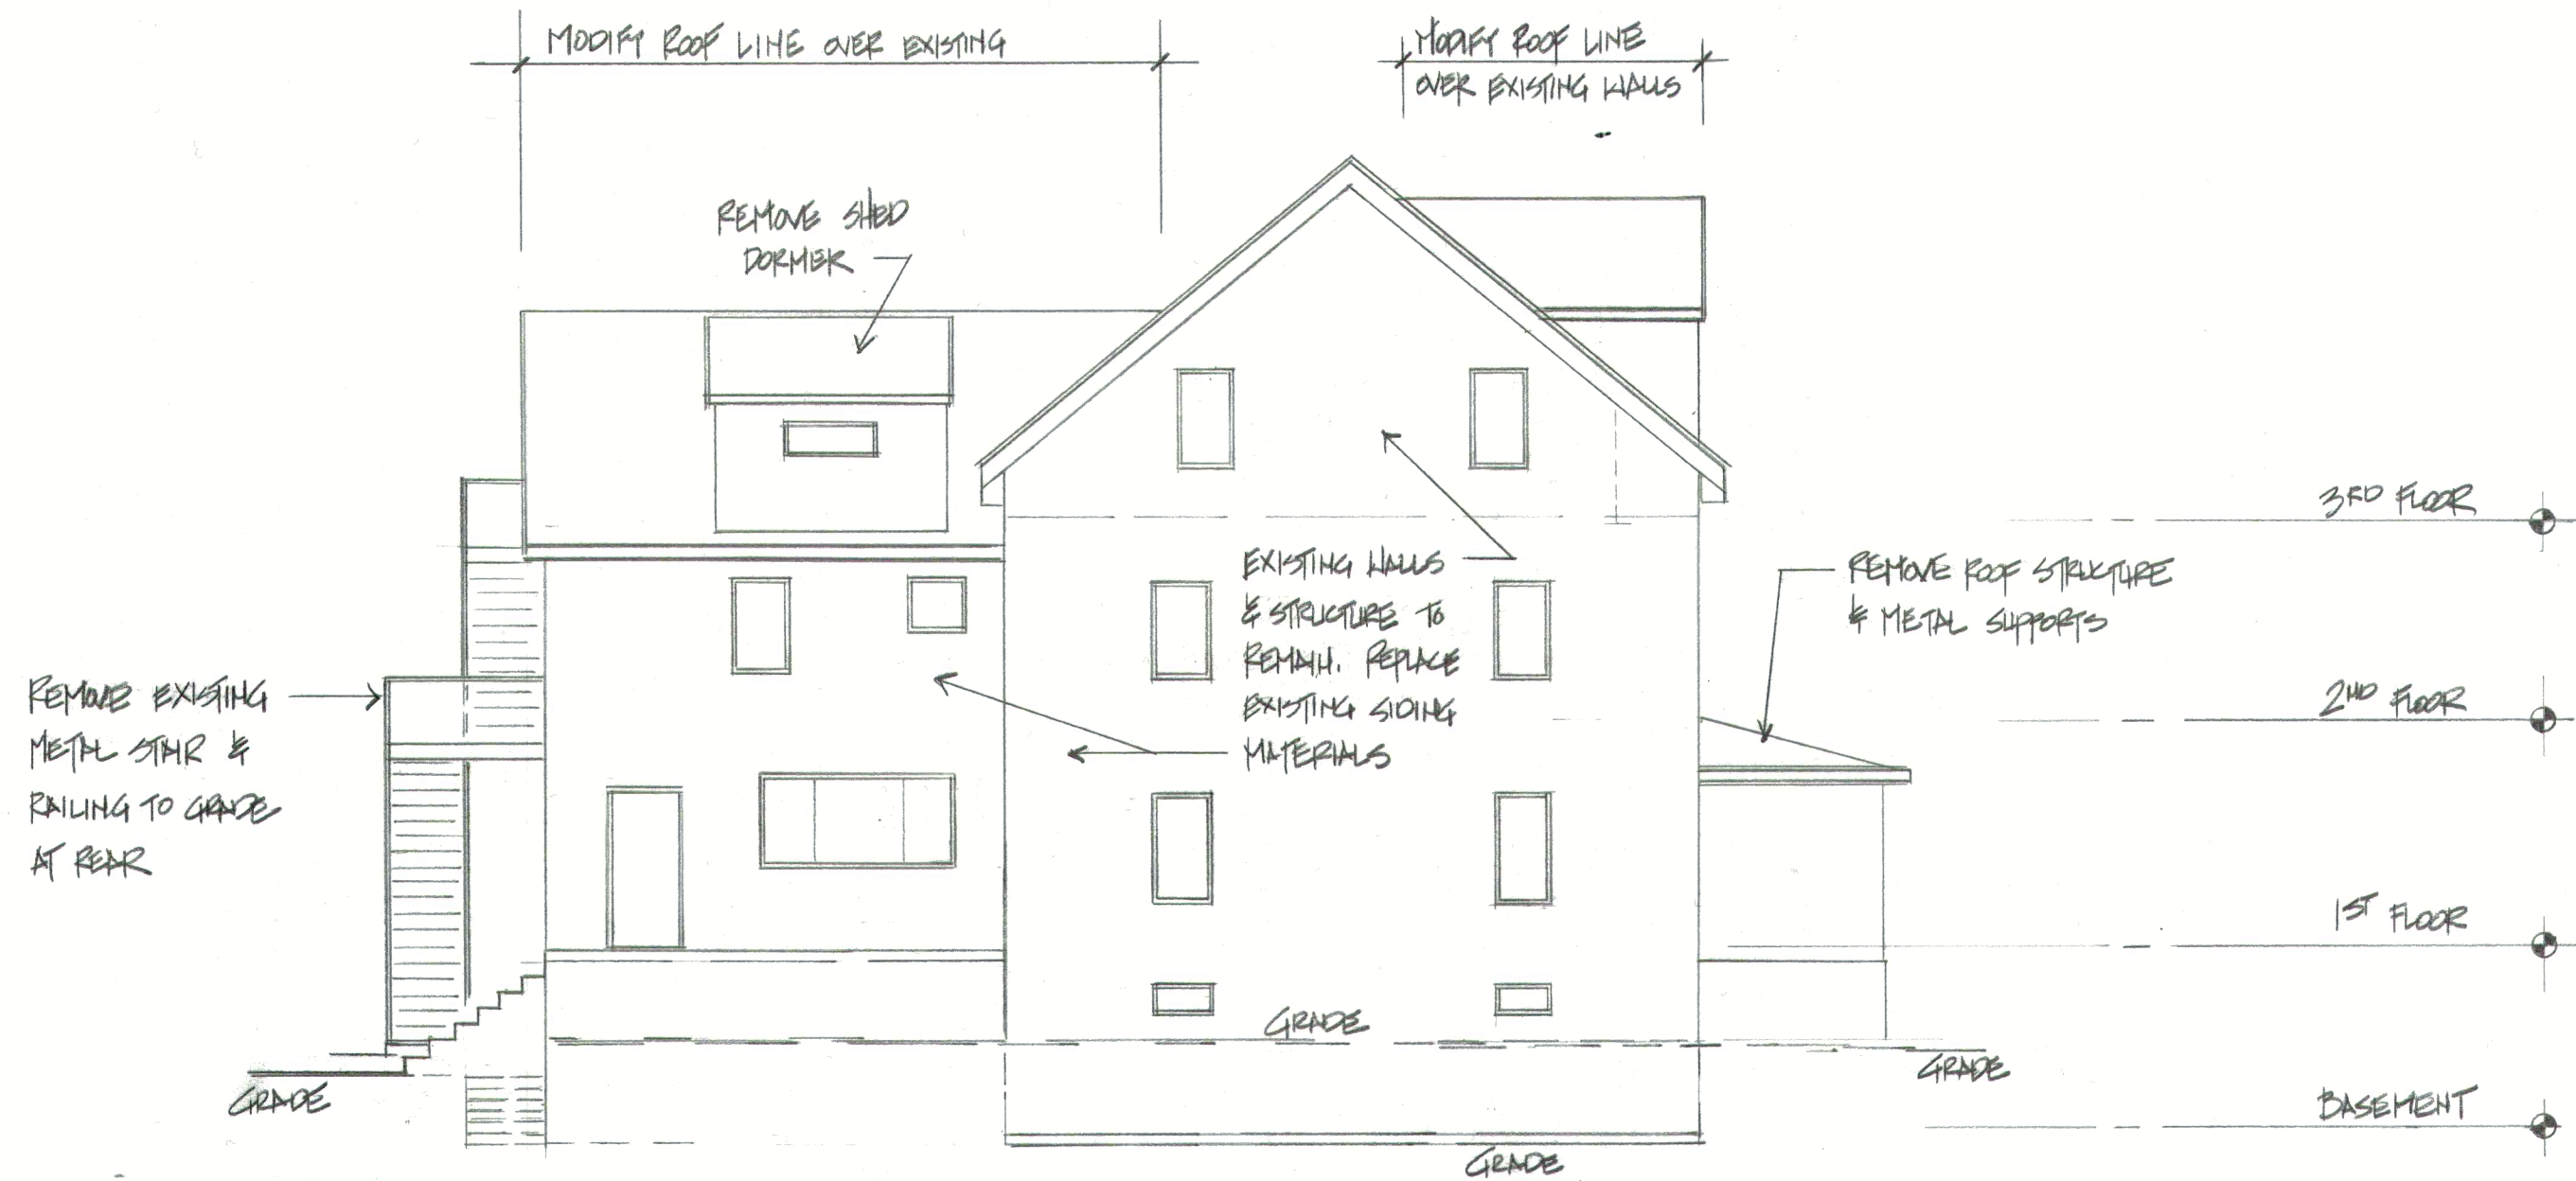 MODIFY ROOF LINE OVER EXISTING
MODIFY ROOF LINE
OVER EXISTING WALLS
REMOVE SHED
DORMER
3RD FLOOR
EXISTING WALLS
& STRUCTURE TO
REMAIN. REPLACE
EXISTING SIDING
MATERIALS
REMOVE ROOF STRUCTURE
& METAL SUPPORTS
REMOVE EXISTING
METAL STAIR &
RAILING TO GRADE
AT REAR
2ND FLOOR
1ST FLOOR
GRADE
GRADE
GRADE
BASEMENT
GRADE